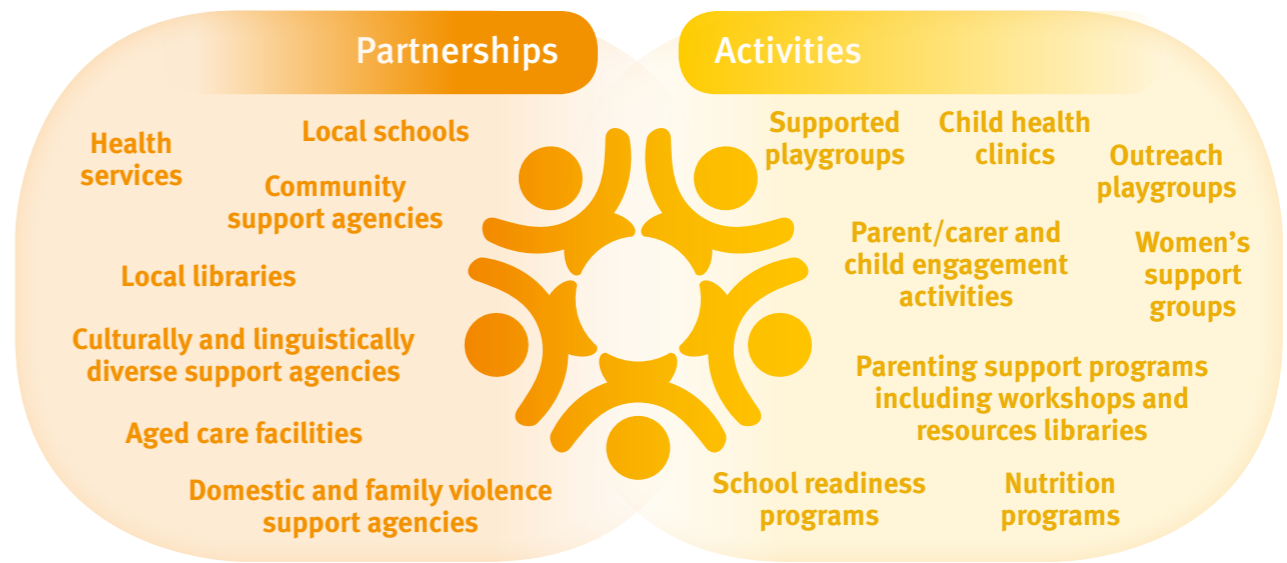 Partnerships
Health
services
Local schools
Community
support agencies
Local libraries
Culturally and linguistically
diverse support agencies
Aged care facilities
Domestic and family violence
support agencies
Activities
Supported
playgroups
Child health
clinics
Outreach
playgroups
Parent/carer and
child engagement
activities
Women's
support
groups
Parenting support programs
including workshops and
resources libraries
School readiness
programs
Nutrition
programs